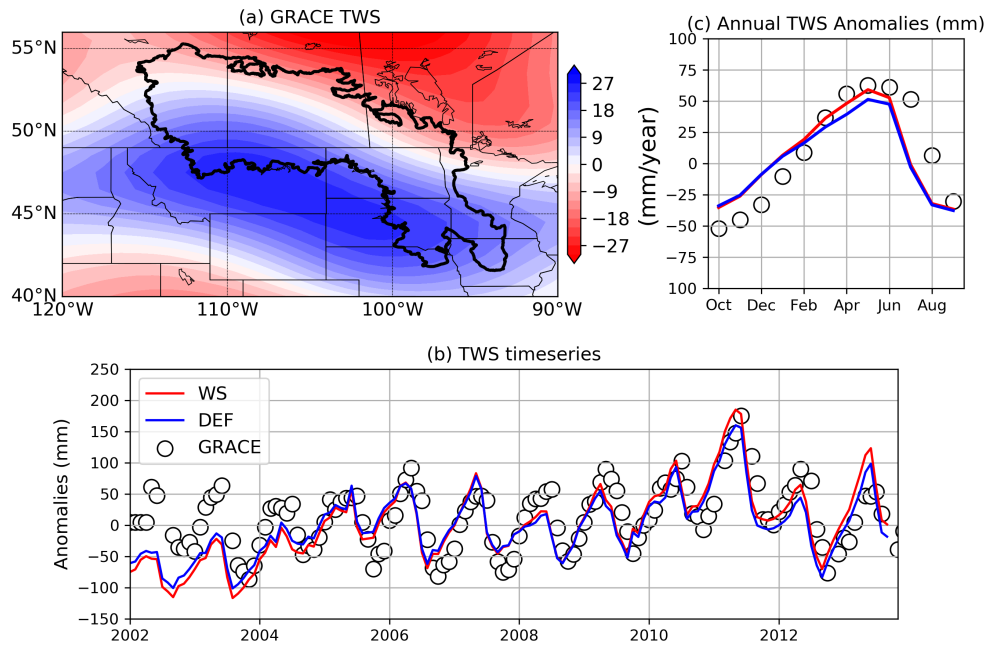 (a) GRACE TWS
55°N
50°N
45°N
40°N
120°W
110°W
100°W
90°W
27
18
9
0
−9
−18
−27
(mm/year)
(c) Annual TWS Anomalies (mm)
100
75
50
25
0
−25
−50
−75
100
Oct
Dec
Feb
Apr
Jun
Aug
(b) TWS timeseries
Anomalies (mm)
250
200
150
100
50
0
−50
−100
−150
2002
2004
2006
2008
2010
2012
WS
DEF
GRACE